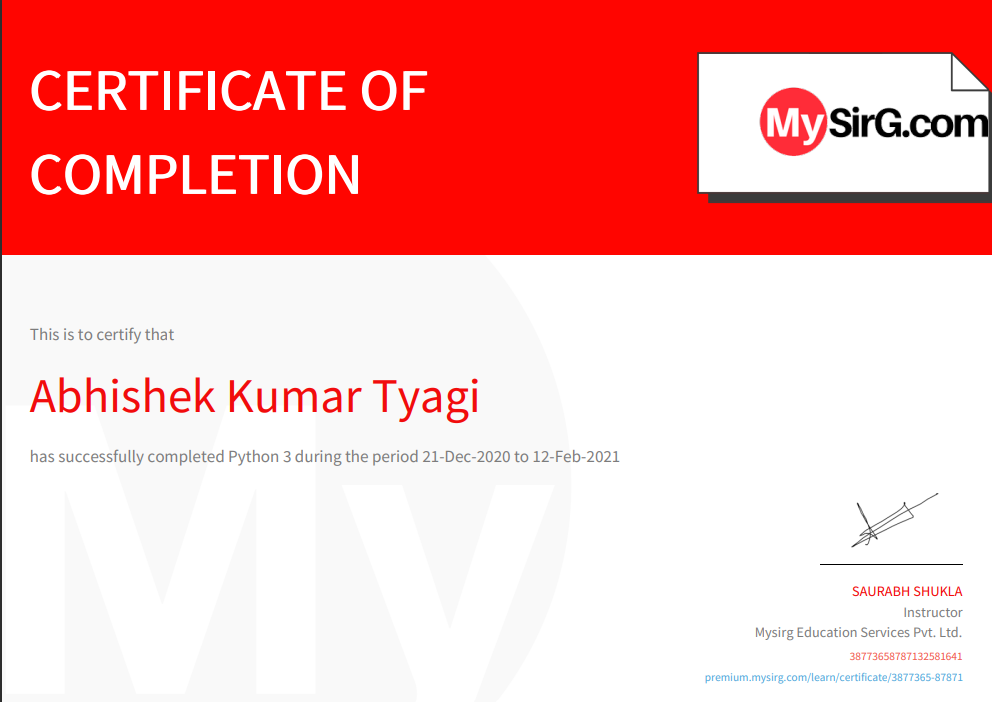 CERTIFICATE OF
COMPLETION
MySirG.com
This is to certify that
Abhishek Kumar Tyagi
has successfully completed Python 3 during the period 21-Dec-2020 to 12-Feb-2021
My
SAURABH SHUKLA
Instructor
Mysirg Education Services Pvt. Ltd.
38773658787132581641
premium.mysirg.com/learn/certificate/3877365-87871